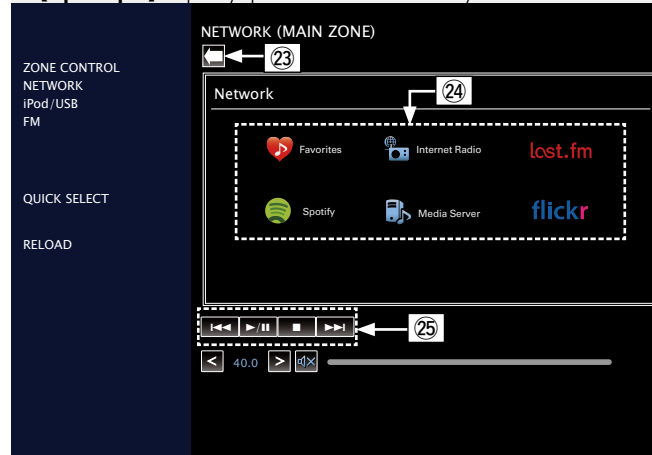 NETWORK (MAIN ZONE)
㉓
ZONE CONTROL
NETWORK
iPod/USB
FM
QUICK SELECT
RELOAD
Network
㉔
Favorites
Internet Radio
last.fm
Spotify
Media Server
flickr
㉕
< 40.0 >